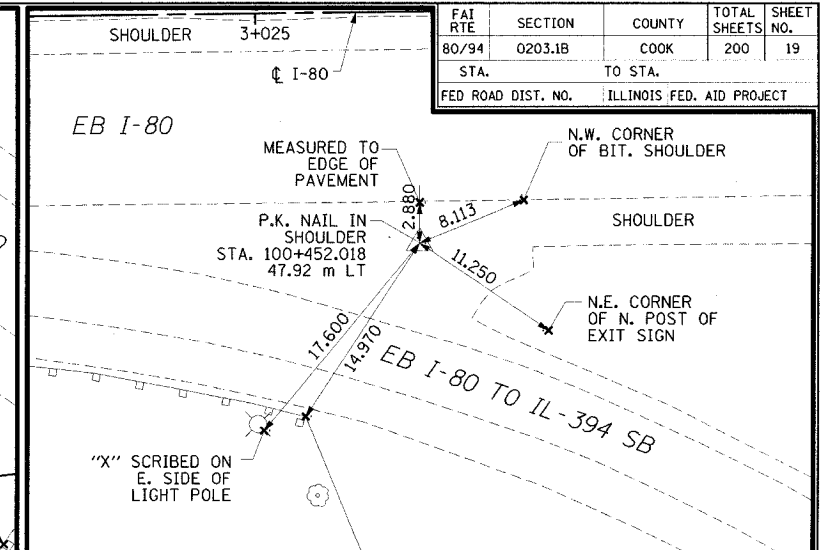 FAI RTE SECTION COUNTY TOTAL SHEETS SHEET NO.
80/94 0203.1B COOK 200 19
STA. TO STA.
FED ROAD DIST. NO. ILLINOIS FED. AID PROJECT
SHOULDER 3+025
℄ I-80
EB I-80
MEASURED TO
EDGE OF
PAVEMENT
N.W. CORNER
OF BIT. SHOULDER
2.880
8.113
P.K. NAIL IN
SHOULDER
STA. 100+452.018
47.92 m LT
SHOULDER
11.250
N.E. CORNER
OF N. POST OF
EXIT SIGN
17.600
14.970
EB I-80 TO IL-394 SB
"X" SCRIBED ON
E. SIDE OF
LIGHT POLE